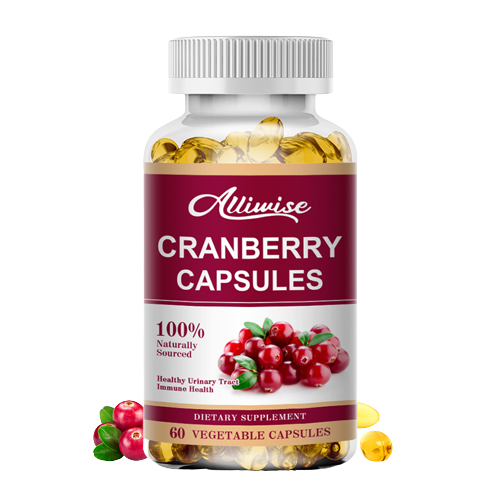 Alliwise
CRANBERRY
CAPSULES
100%
Naturally
Sourced
Healthy Urinary Tract
Immune Health
DIETARY SUPPLEMENT
60 VEGETABLE CAPSULES